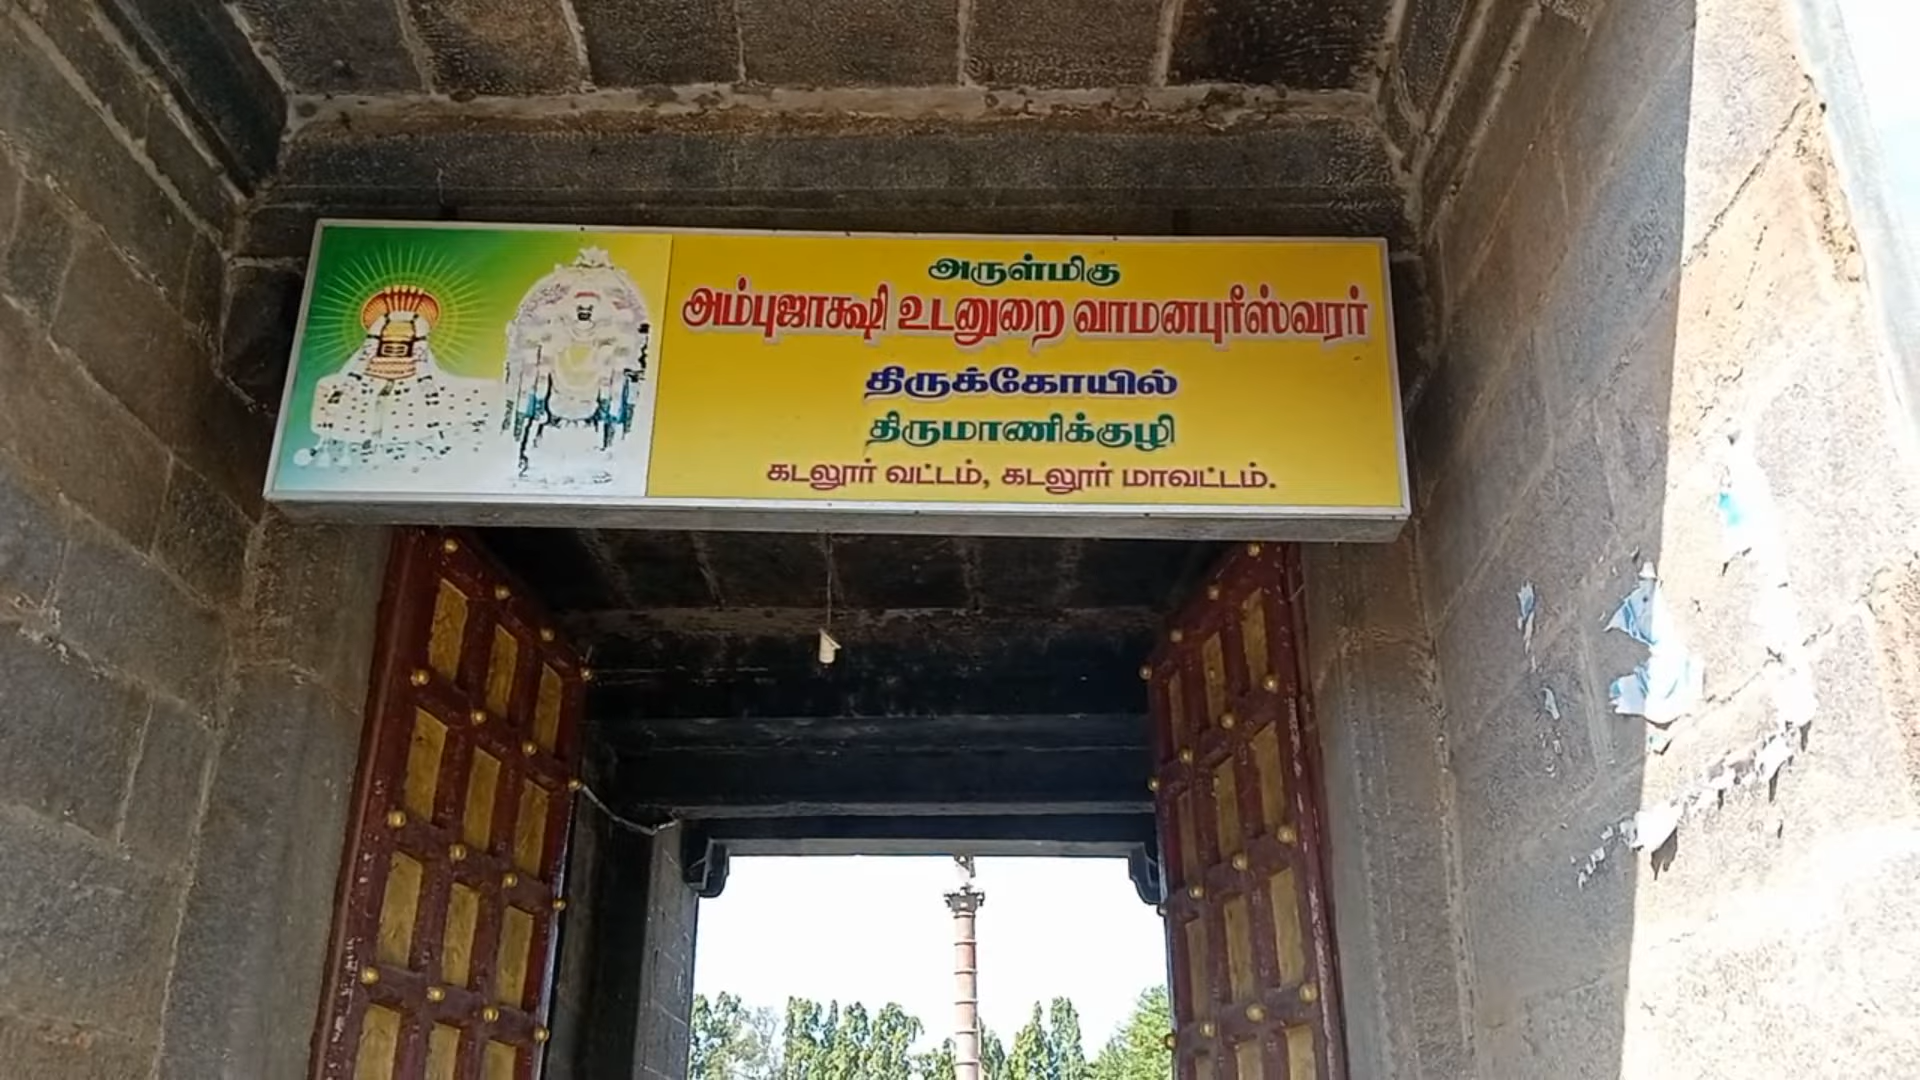 அருள்மிகு
அம்புஜாக்ஷி உடனுறை வாமனபுரீஸ்வரர்
திருக்கோயில்
திருமாணிக்குழி
கடலூர் வட்டம், கடலூர் மாவட்டம்.